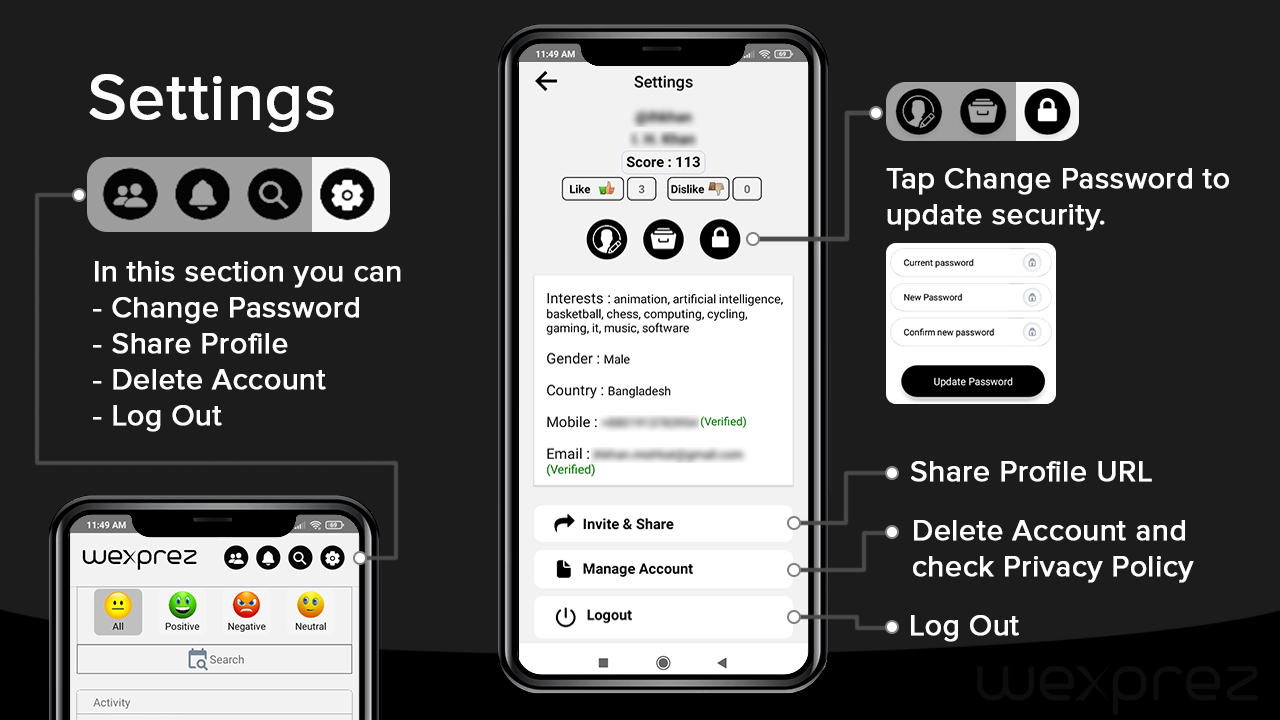 Settings
In this section you can
- Change Password
- Share Profile
- Delete Account
- Log Out
11:49 AM
69
wexprez
All
Positive
Negative
Neutral
Search
Activity
11:49 AM
69
Settings
Score : 113
Like
3
Dislike
0
Interests : animation, artificial intelligence,
basketball, chess, computing, cycling,
gaming, it, music, software
Gender : Male
Country : Bangladesh
Mobile :
(Verified)
Email :
(Verified)
Invite & Share
Manage Account
Logout
Tap Change Password to
update security.
Current password
New Password
Confirm new password
Update Password
Share Profile URL
Delete Account and
check Privacy Policy
Log Out
wexprez